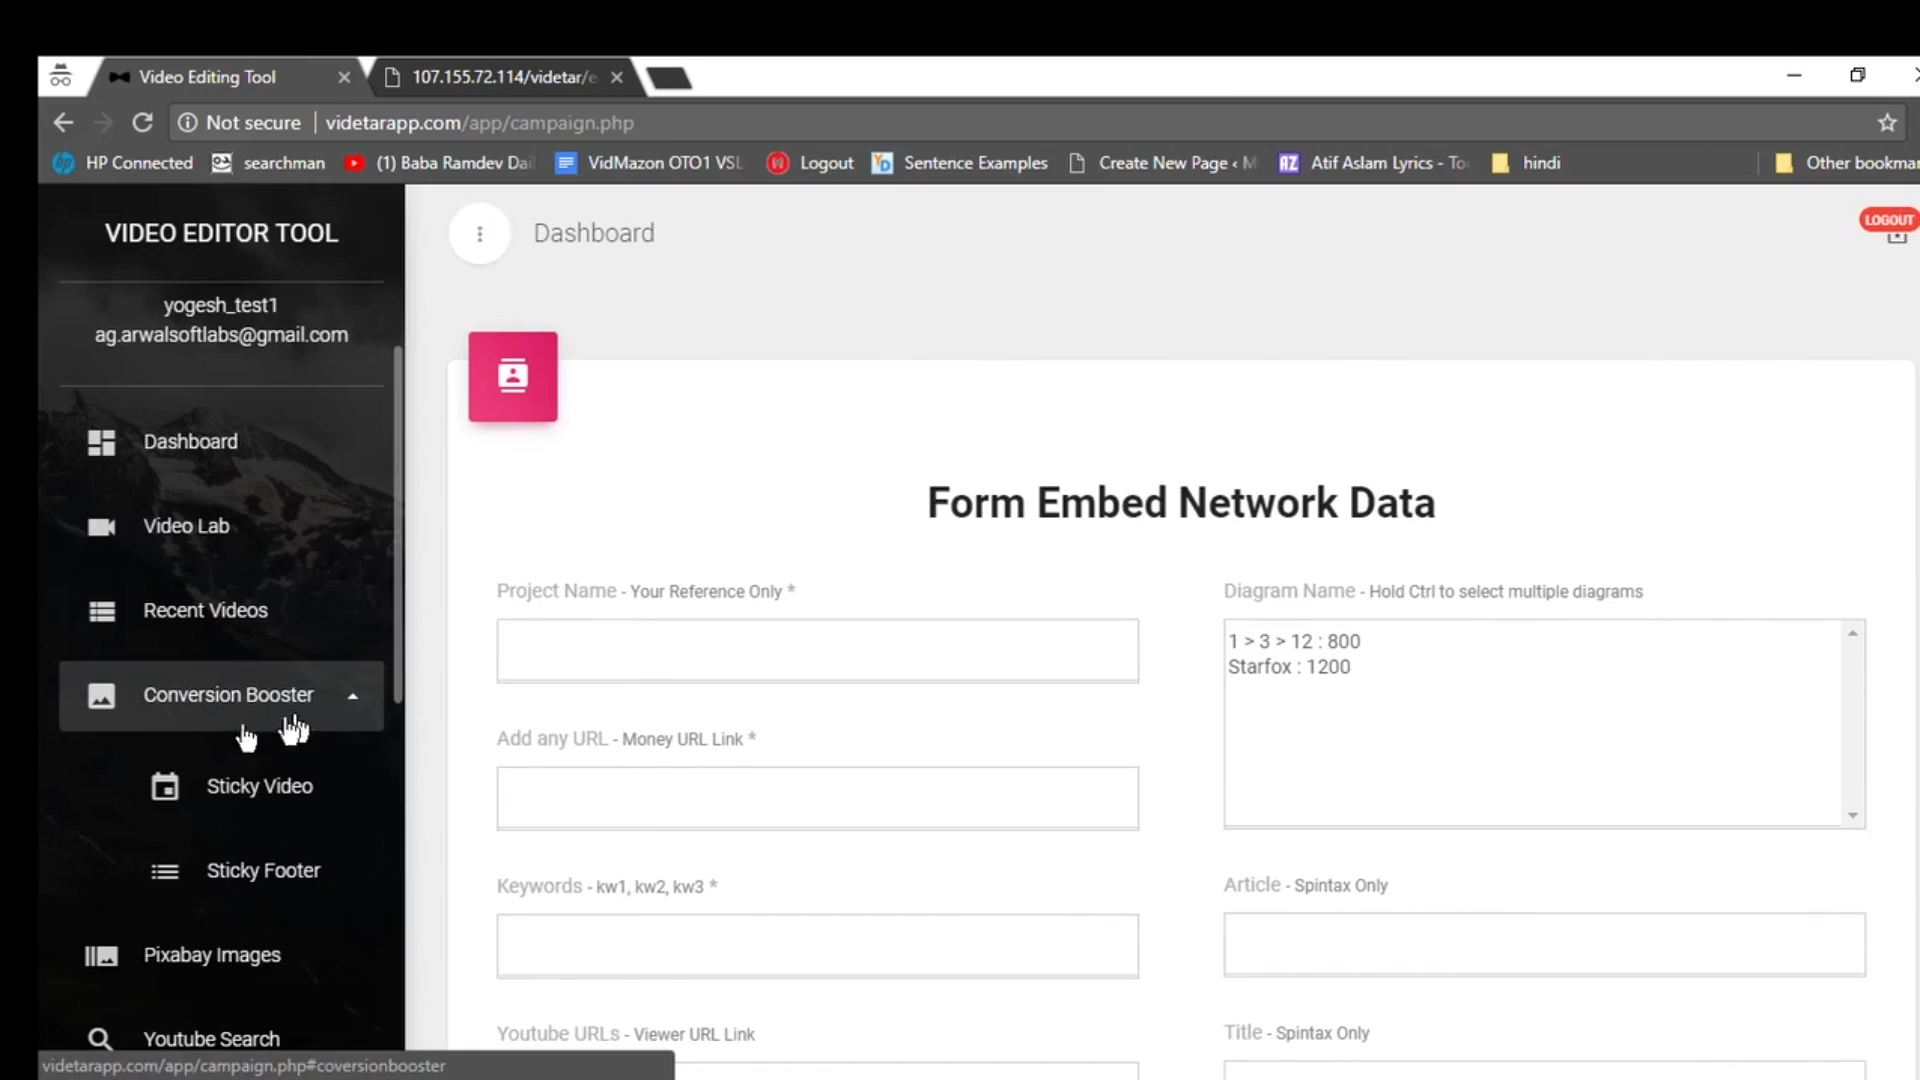 Video Editing Tool
107.155.72.114/videtar/e
Not secure
videtarapp.com/app/campaign.php
HP Connected
searchman
(1) Baba Ramdev Dai
VidMazon OTO1 VSL
Logout
Sentence Examples
Create New Page ‹ M
AZ
Atif Aslam Lyrics - To
hindi
Other bookmar
VIDEO EDITOR TOOL
yogesh_test1
ag.arwalsoftlabs@gmail.com
Dashboard
Video Lab
Recent Videos
Conversion Booster
Sticky Video
Sticky Footer
Pixabay Images
Youtube Search
videtarapp.com/app/campaign.php#coversionbooster
Dashboard
LOGOUT
Form Embed Network Data
Project Name - Your Reference Only *
Add any URL - Money URL Link *
Keywords - kw1, kw2, kw3 *
Youtube URLs - Viewer URL Link
Diagram Name - Hold Ctrl to select multiple diagrams
1 > 3 > 12 : 800
Starfox : 1200
Article - Spintax Only
Title - Spintax Only